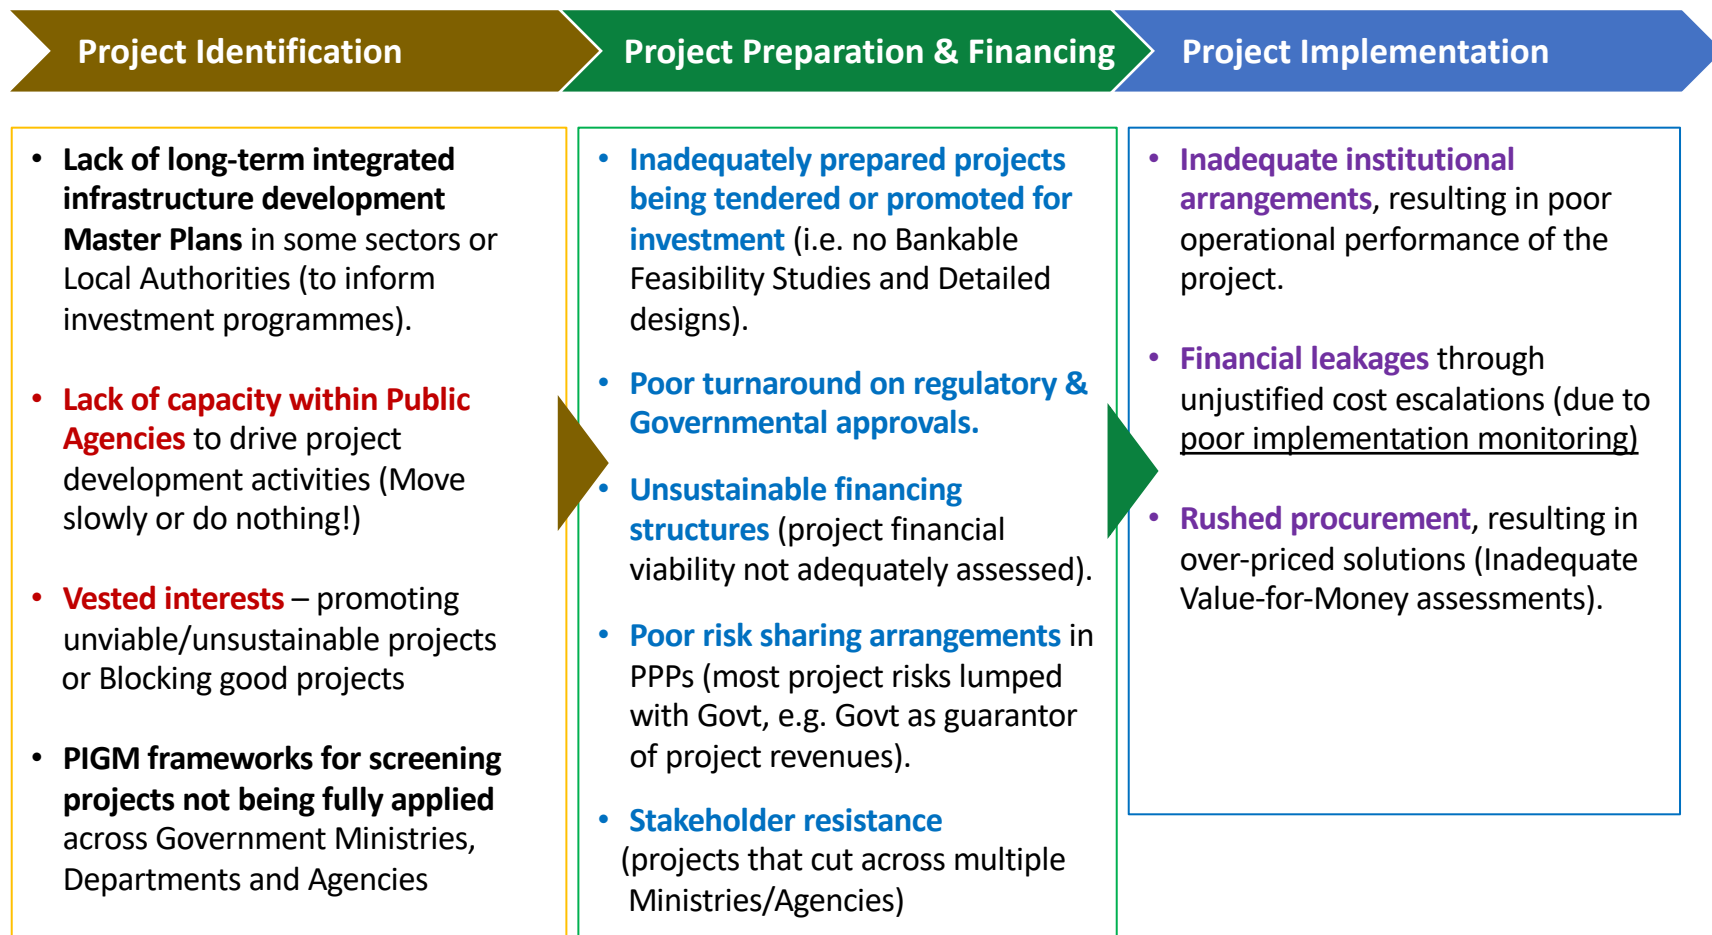 Project Identification
Project Preparation & Financing
Project Implementation
• Lack of long-term integrated
infrastructure development
Master Plans in some sectors or
Local Authorities (to inform
investment programmes).
• Lack of capacity within Public
Agencies to drive project
development activities (Move
slowly or do nothing!)
• Vested interests – promoting
unviable/unsustainable projects
or Blocking good projects
• PIGM frameworks for screening
projects not being fully applied
across Government Ministries,
Departments and Agencies
• Inadequately prepared projects
being tendered or promoted for
investment (i.e. no Bankable
Feasibility Studies and Detailed
designs).
• Poor turnaround on regulatory &
Governmental approvals.
• Unsustainable financing
structures (project financial
viability not adequately assessed).
• Poor risk sharing arrangements in
PPPs (most project risks lumped
with Govt, e.g. Govt as guarantor
of project revenues).
• Stakeholder resistance
(projects that cut across multiple
Ministries/Agencies)
• Inadequate institutional
arrangements, resulting in poor
operational performance of the
project.
• Financial leakages through
unjustified cost escalations (due to
poor implementation monitoring)
• Rushed procurement, resulting in
over-priced solutions (Inadequate
Value-for-Money assessments).